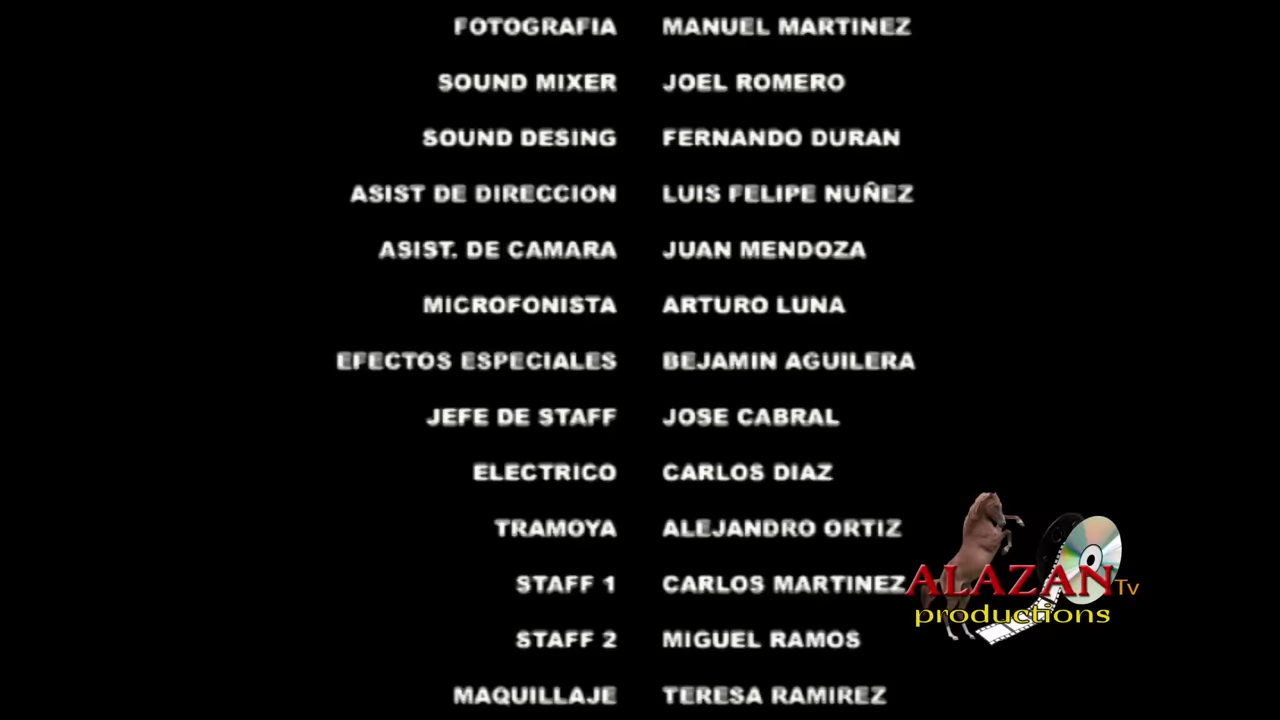 FOTOGRAFIA MANUEL MARTINEZ
SOUND MIXER JOEL ROMERO
SOUND DESING FERNANDO DURAN
ASIST DE DIRECCION LUIS FELIPE NUÑEZ
ASIST. DE CAMARA JUAN MENDOZA
MICROFONISTA ARTURO LUNA
EFECTOS ESPECIALES BEJAMIN AGUILERA
JEFE DE STAFF JOSE CABRAL
ELECTRICO CARLOS DIAZ
TRAMOYA ALEJANDRO ORTIZ
STAFF 1 CARLOS MARTINEZ
STAFF 2 MIGUEL RAMOS
MAQUILLAJE TERESA RAMIREZ
ALAZAN Tv
productions